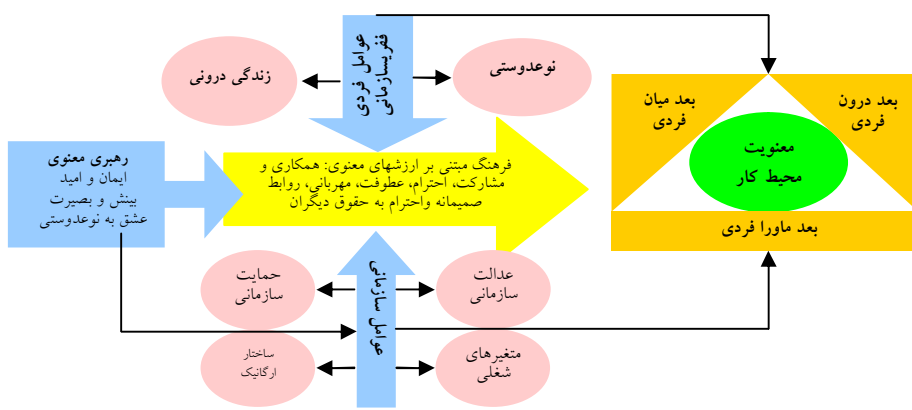 عوامل فردی
فقریسازمانی
زندگی درونی
نوعدوستی
بعد میان
فردی
بعد درون
فردی
معنویت
محیط کار
بعد ماورا فردی
رهبری معنوی
ایمان و امید
بینش و بصیرت
عشق به نوعدوستی
فرهنگ مبتنی بر ارزشهای معنوی: همکاری و
مشارکت، احترام، عطوفت، مهربانی، روابط
صمیمانه واحترام به حقوق دیگران
عوامل سازمانی
حمایت
سازمانی
عدالت
سازمانی
ساختار
ارگانیک
متغیرهای
شغلی